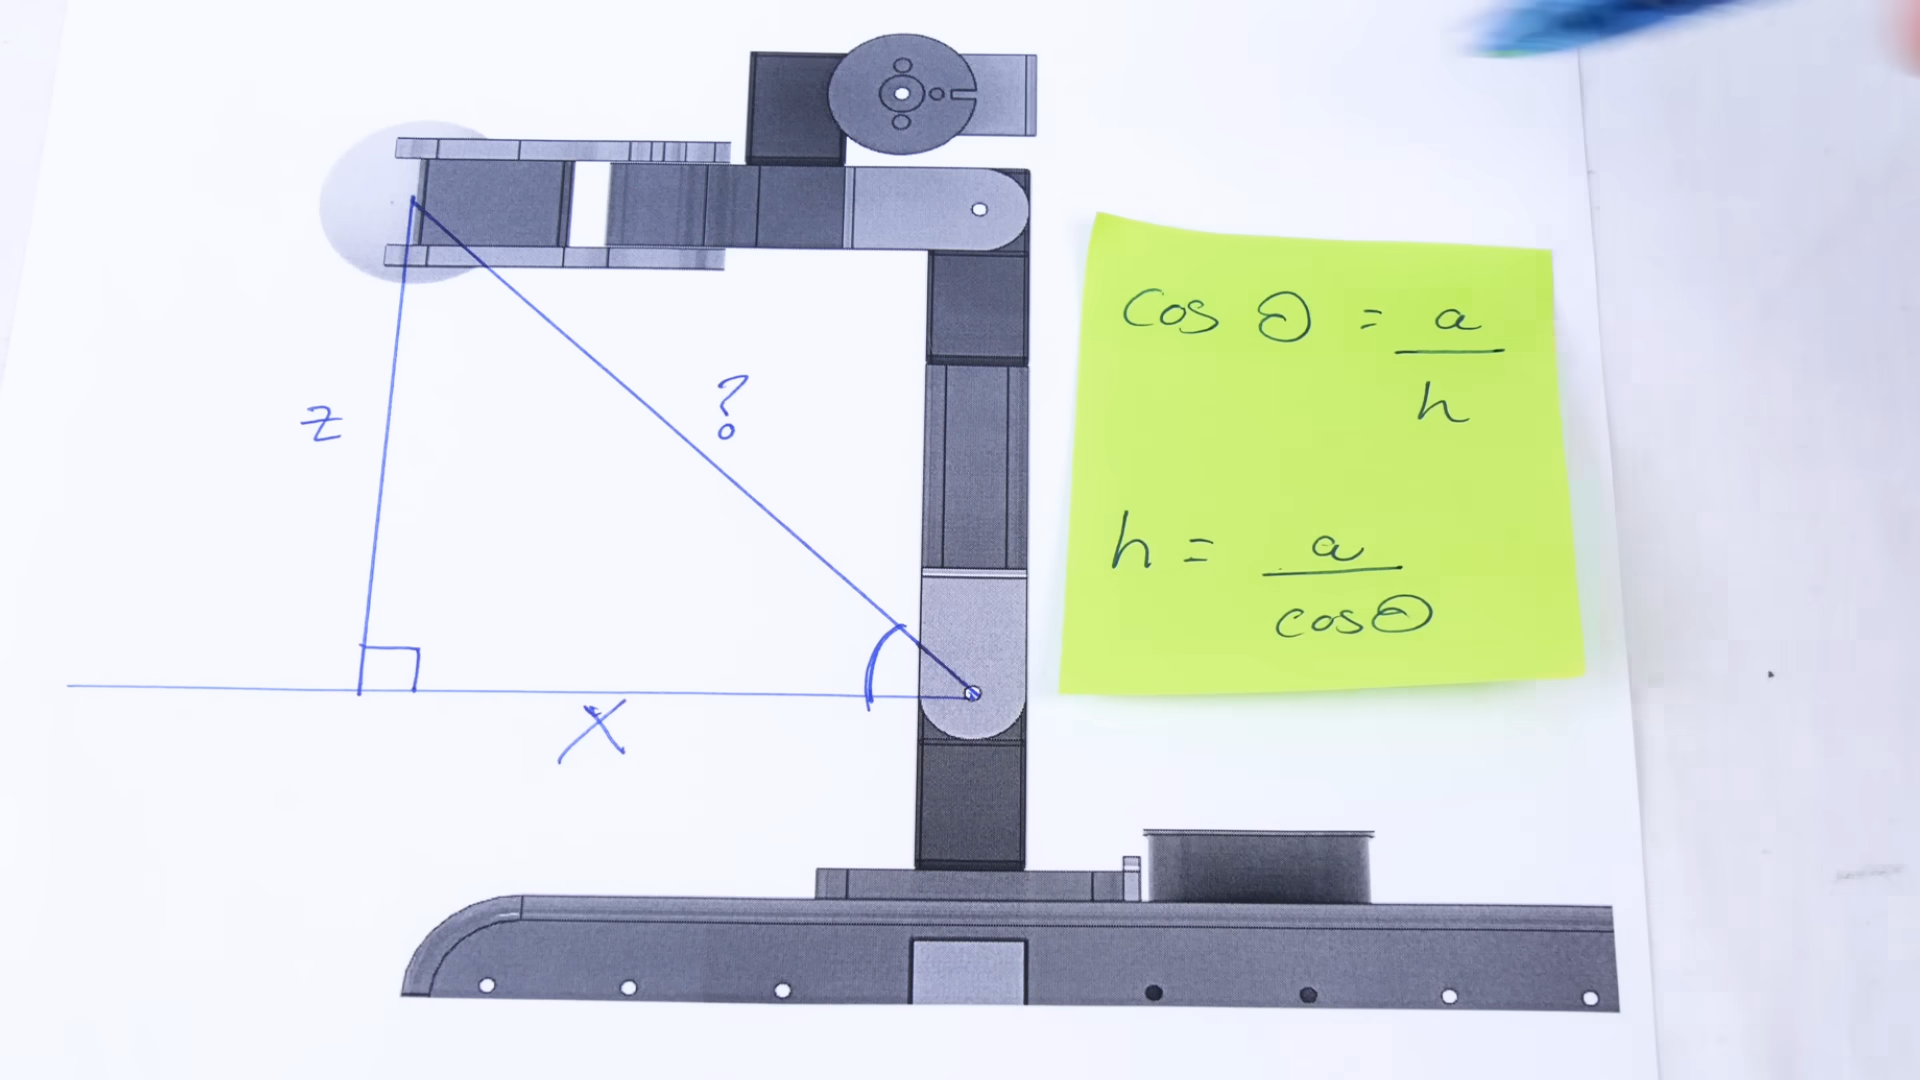 z
?
x
cos Θ = a
h
h = a
cosΘ